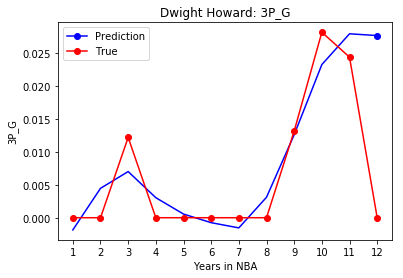 Dwight Howard: 3P_G
Prediction
True
3P_G
0.025
0.020
0.015
0.010
0.005
0.000
1 2 3 4 5 6 7 8 9 10 11 12
Years in NBA